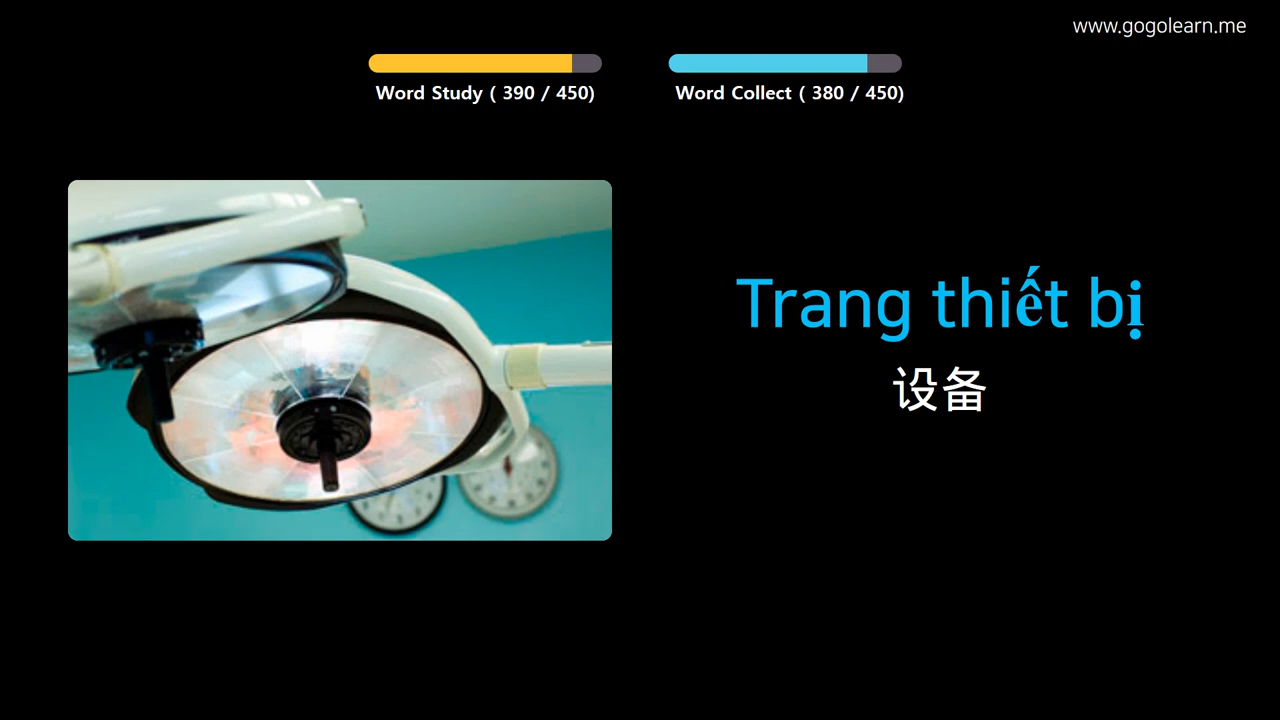 www.gogolearn.me
Word Study ( 390 / 450)
Word Collect ( 380 / 450)
Trang thiết bị
设备